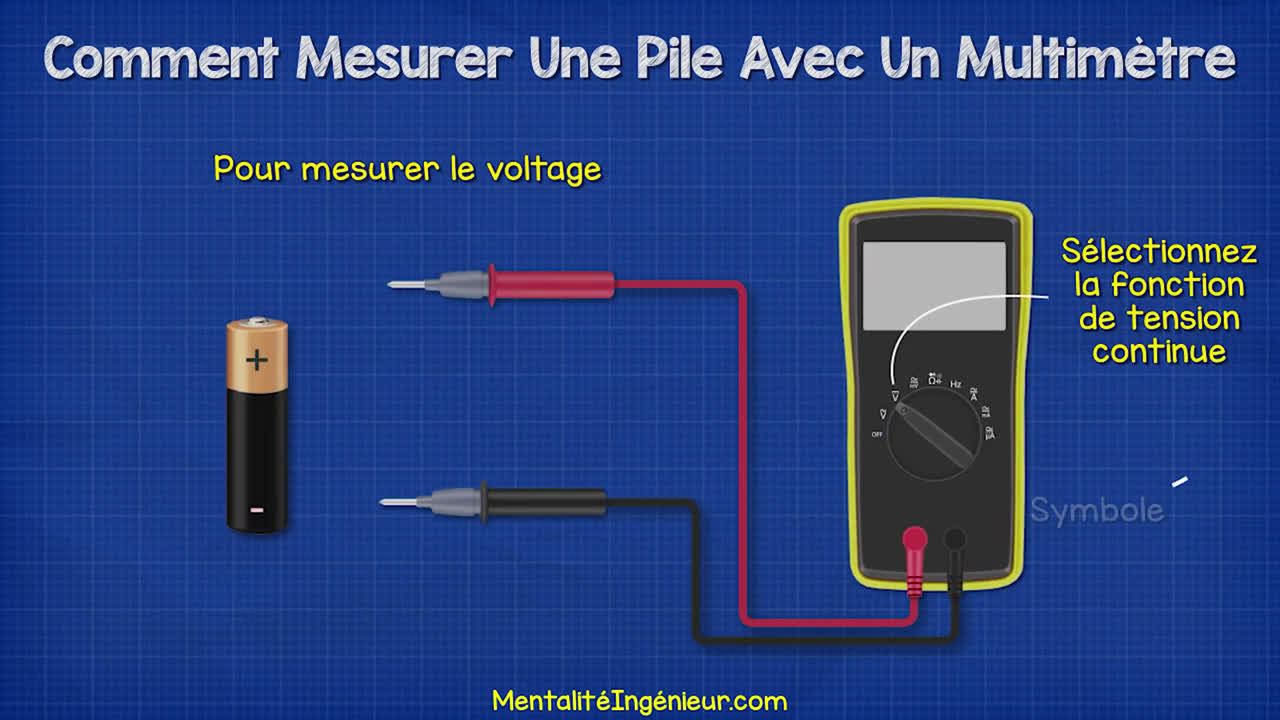 Comment Mesurer Une Pile Avec Un Multimètre
Pour mesurer le voltage
Sélectionnez
la fonction
de tension
continue
+
-
Hz
OFF
Symbole
MentalitéIngénieur.com